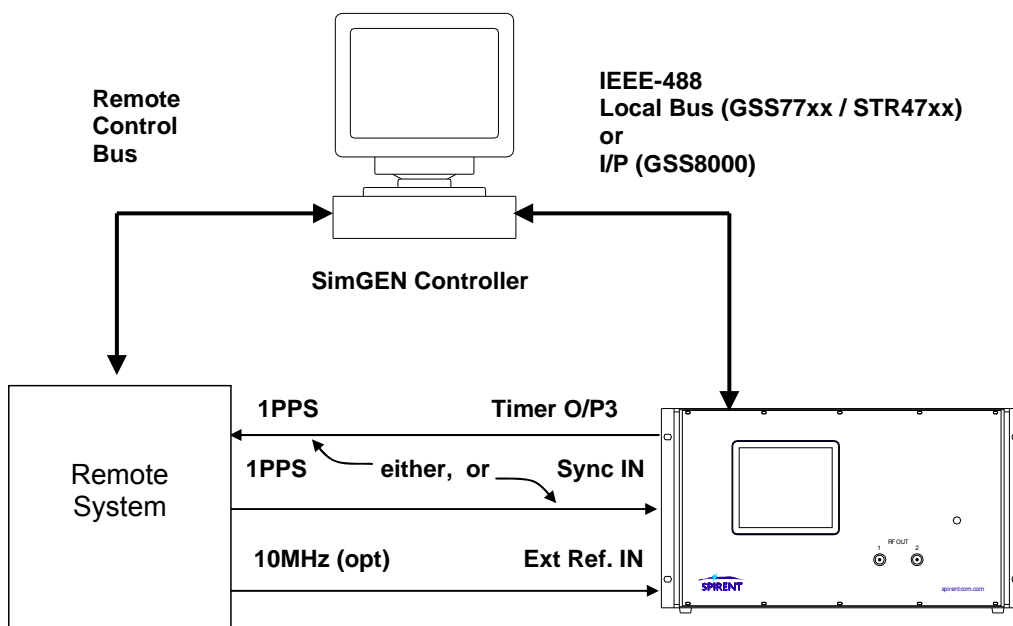 Remote
Control
Bus
IEEE-488
Local Bus (GSS77xx / STR47xx)
or
I/P (GSS8000)
SimGEN Controller
Remote
System
1PPS Timer O/P3
1PPS either, or Sync IN
10MHz (opt) Ext Ref. IN
RF OUT
1 2
SPIRENT
spirentcom.com